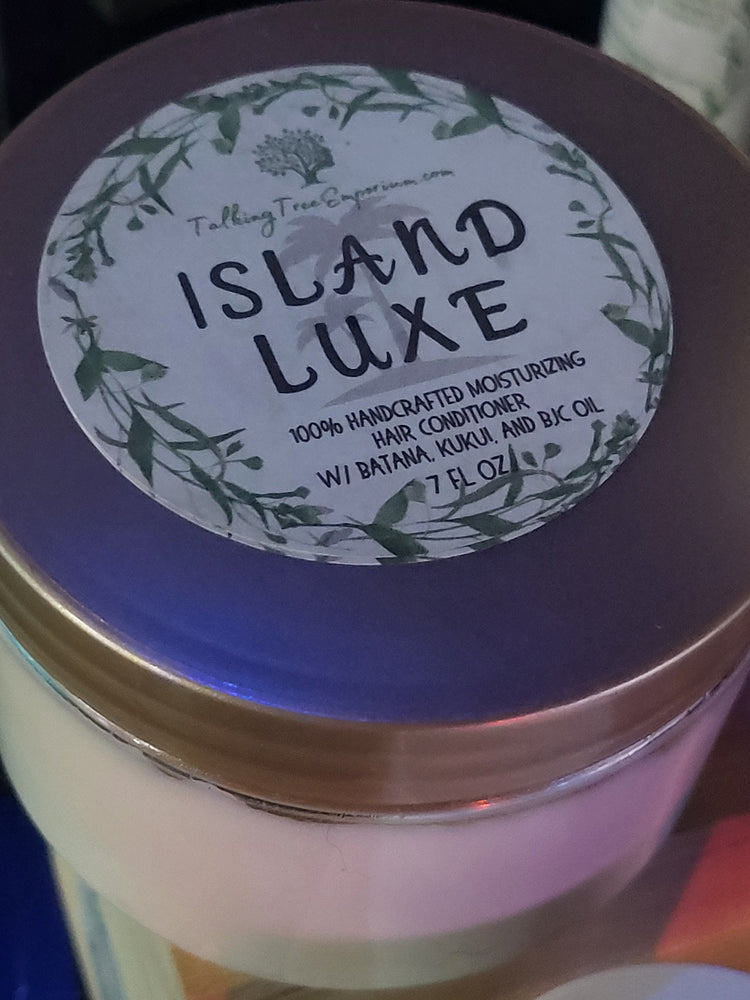 TalkingTreeEmporium.com
ISLAND
LUXE
100% HANDCRAFTED MOISTURIZING
HAIR CONDITIONER
W/ BATANA, KUKUI, AND BJC OIL
7 FL OZ